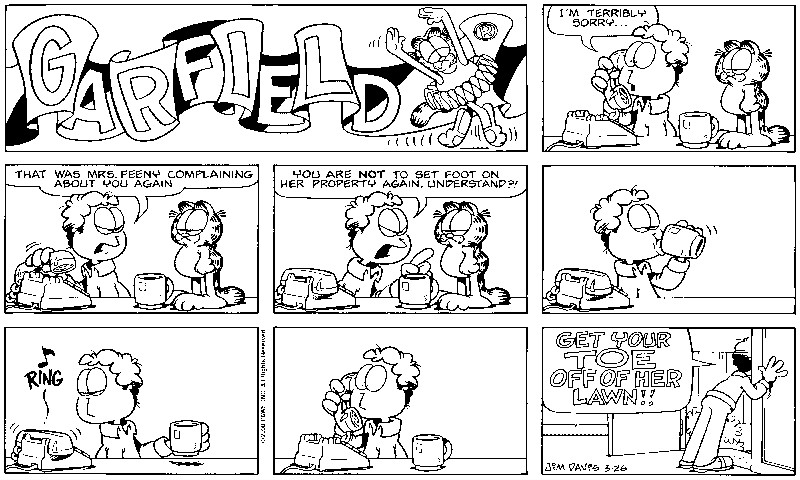 GARFIELD
®
I'M TERRIBLY
SORRY...
THAT WAS MRS. FEENY COMPLAINING
ABOUT YOU AGAIN
YOU ARE NOT TO SET FOOT ON
HER PROPERTY AGAIN, UNDERSTAND?!
RING
GET YOUR
TOE
OFF OF HER
LAWN!!
JIM DAVIS 3-26